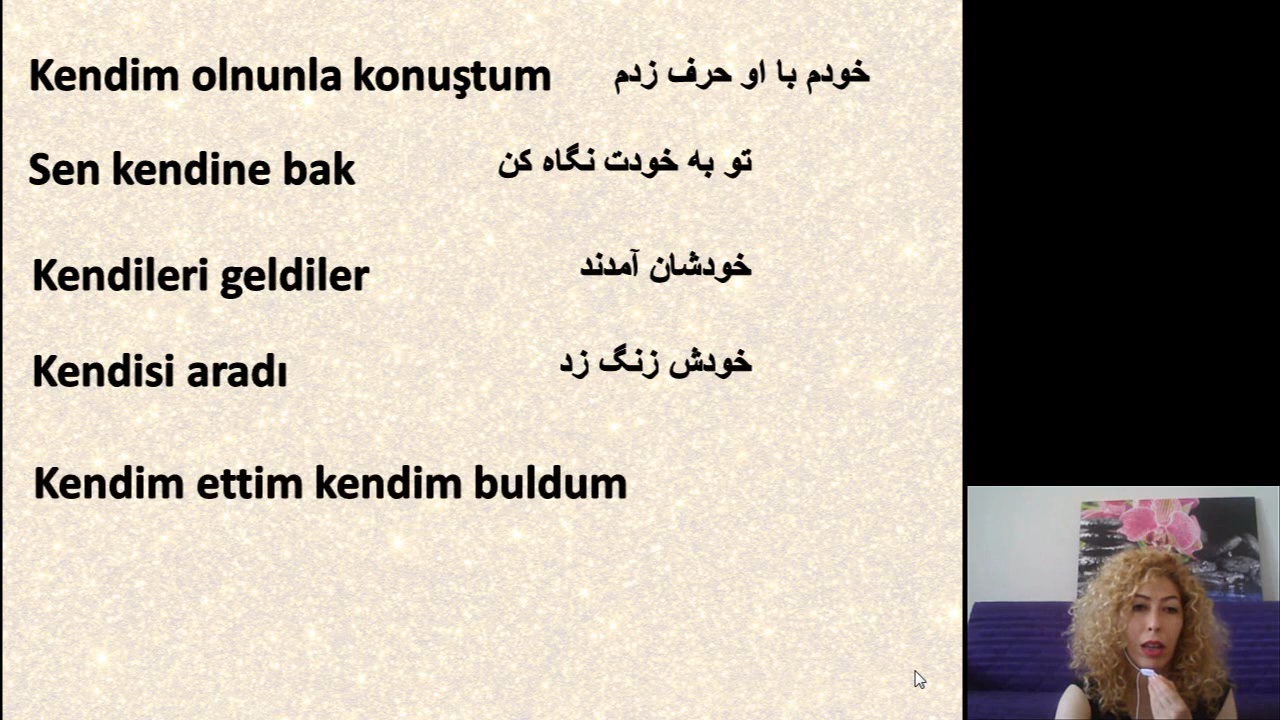 Kendim olnunla konuştum خودم با او حرف زدم
Sen kendine bak تو به خودت نگاه کن
Kendileri geldiler خودشان آمدند
Kendisi aradı خودش زنگ زد
Kendim ettim kendim buldum